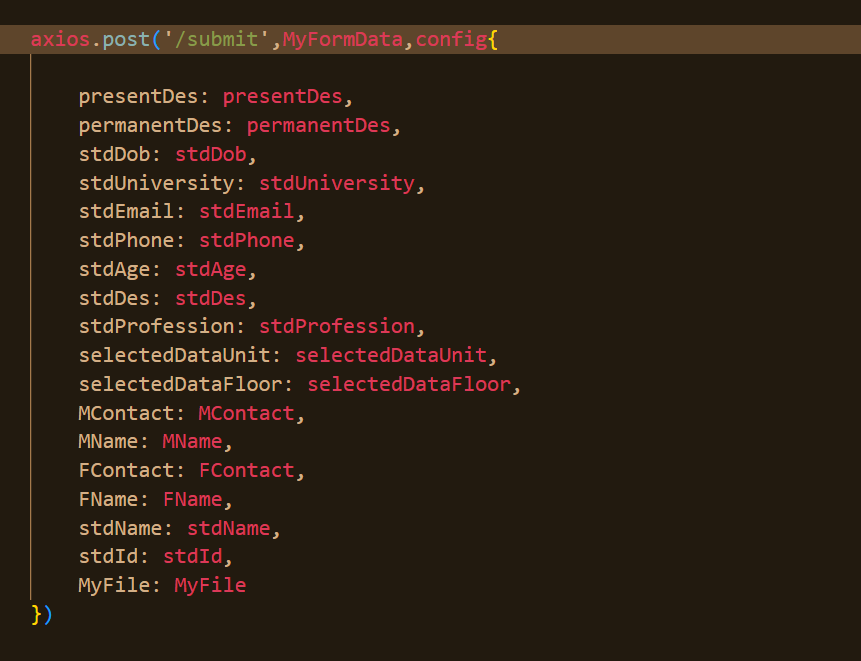 axios.post('/submit',MyFormData,config{
presentDes: presentDes,
permanentDes: permanentDes,
stdDob: stdDob,
stdUniversity: stdUniversity,
stdEmail: stdEmail,
stdPhone: stdPhone,
stdAge: stdAge,
stdDes: stdDes,
stdProfession: stdProfession,
selectedDataUnit: selectedDataUnit,
selectedDataFloor: selectedDataFloor,
MContact: MContact,
MName: MName,
FContact: FContact,
FName: FName,
stdName: stdName,
stdId: stdId,
MyFile: MyFile
})